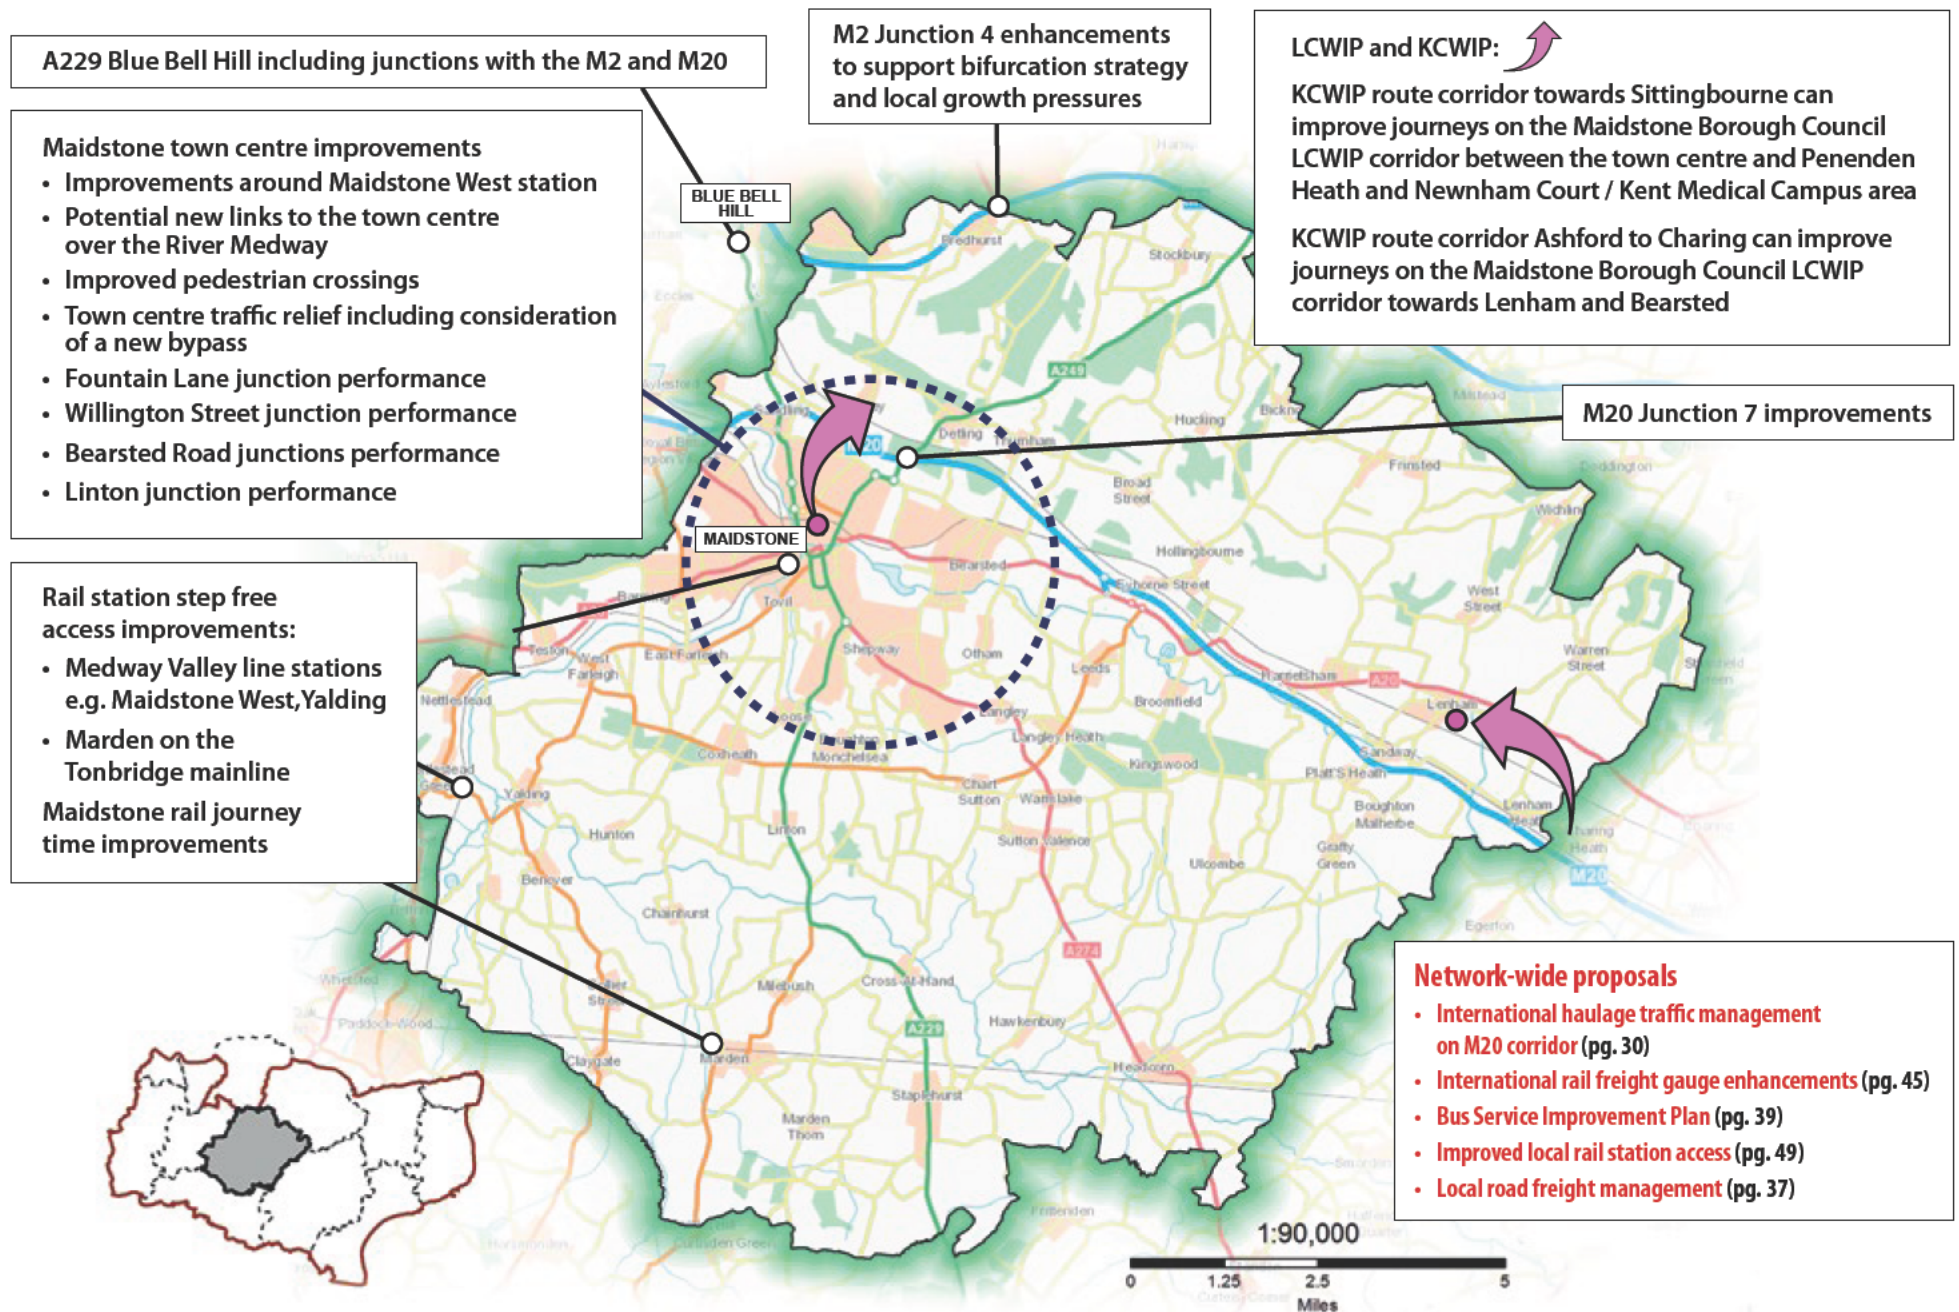 A229 Blue Bell Hill including junctions with the M2 and M20
M2 Junction 4 enhancements
to support bifurcation strategy
and local growth pressures
LCWIP and KCWIP:
KCWIP route corridor towards Sittingbourne can
improve journeys on the Maidstone Borough Council
LCWIP corridor between the town centre and Penenden
Heath and Newnham Court / Kent Medical Campus area
KCWIP route corridor Ashford to Charing can improve
journeys on the Maidstone Borough Council LCWIP
corridor towards Lenham and Bearsted
Maidstone town centre improvements
• Improvements around Maidstone West station
• Potential new links to the town centre
over the River Medway
• Improved pedestrian crossings
• Town centre traffic relief including consideration
of a new bypass
• Fountain Lane junction performance
• Willington Street junction performance
• Bearsted Road junctions performance
• Linton junction performance
M20 Junction 7 improvements
Rail station step free
access improvements:
• Medway Valley line stations
e.g. Maidstone West,Yalding
• Marden on the
Tonbridge mainline
Maidstone rail journey
time improvements
BLUE BELL
HILL
MAIDSTONE
Bredhurst
Stockbury
A249
Hucking
Detling
Thurnham
Frinsted
Doddington
Milstead
Broad
Street
Hollingbourne
Eyhorne Street
Bearsted
West
Street
Warren
Street
Tovil
Teston
West
Farleigh
East Farleigh
Shepway
Otham
Leeds
Harrietsham
A20
Lenham
Nettlestead
Broomfield
Langley
Langley Heath
Coxheath
Monchelsea
Kingswood
Sandway
Platt'S Heath
Chart
Sutton
Boughton
Malherbe
Lenham
Heath
Yalding
Hunton
Linton
Sutton Valence
Ulcombe
Grafty
Green
M20
Benover
Chainhurst
Egerton
A274
Milebush
Cross-At-Hand
Hawkenbury
Paddock Wood
A229
Claygate
Marden
Headcorn
Staplehurst
Marden
Thorn
Frittenden
Network-wide proposals
• International haulage traffic management
on M20 corridor (pg. 30)
• International rail freight gauge enhancements (pg. 45)
• Bus Service Improvement Plan (pg. 39)
• Improved local rail station access (pg. 49)
• Local road freight management (pg. 37)
1:90,000
0 1.25 2.5 5
Miles